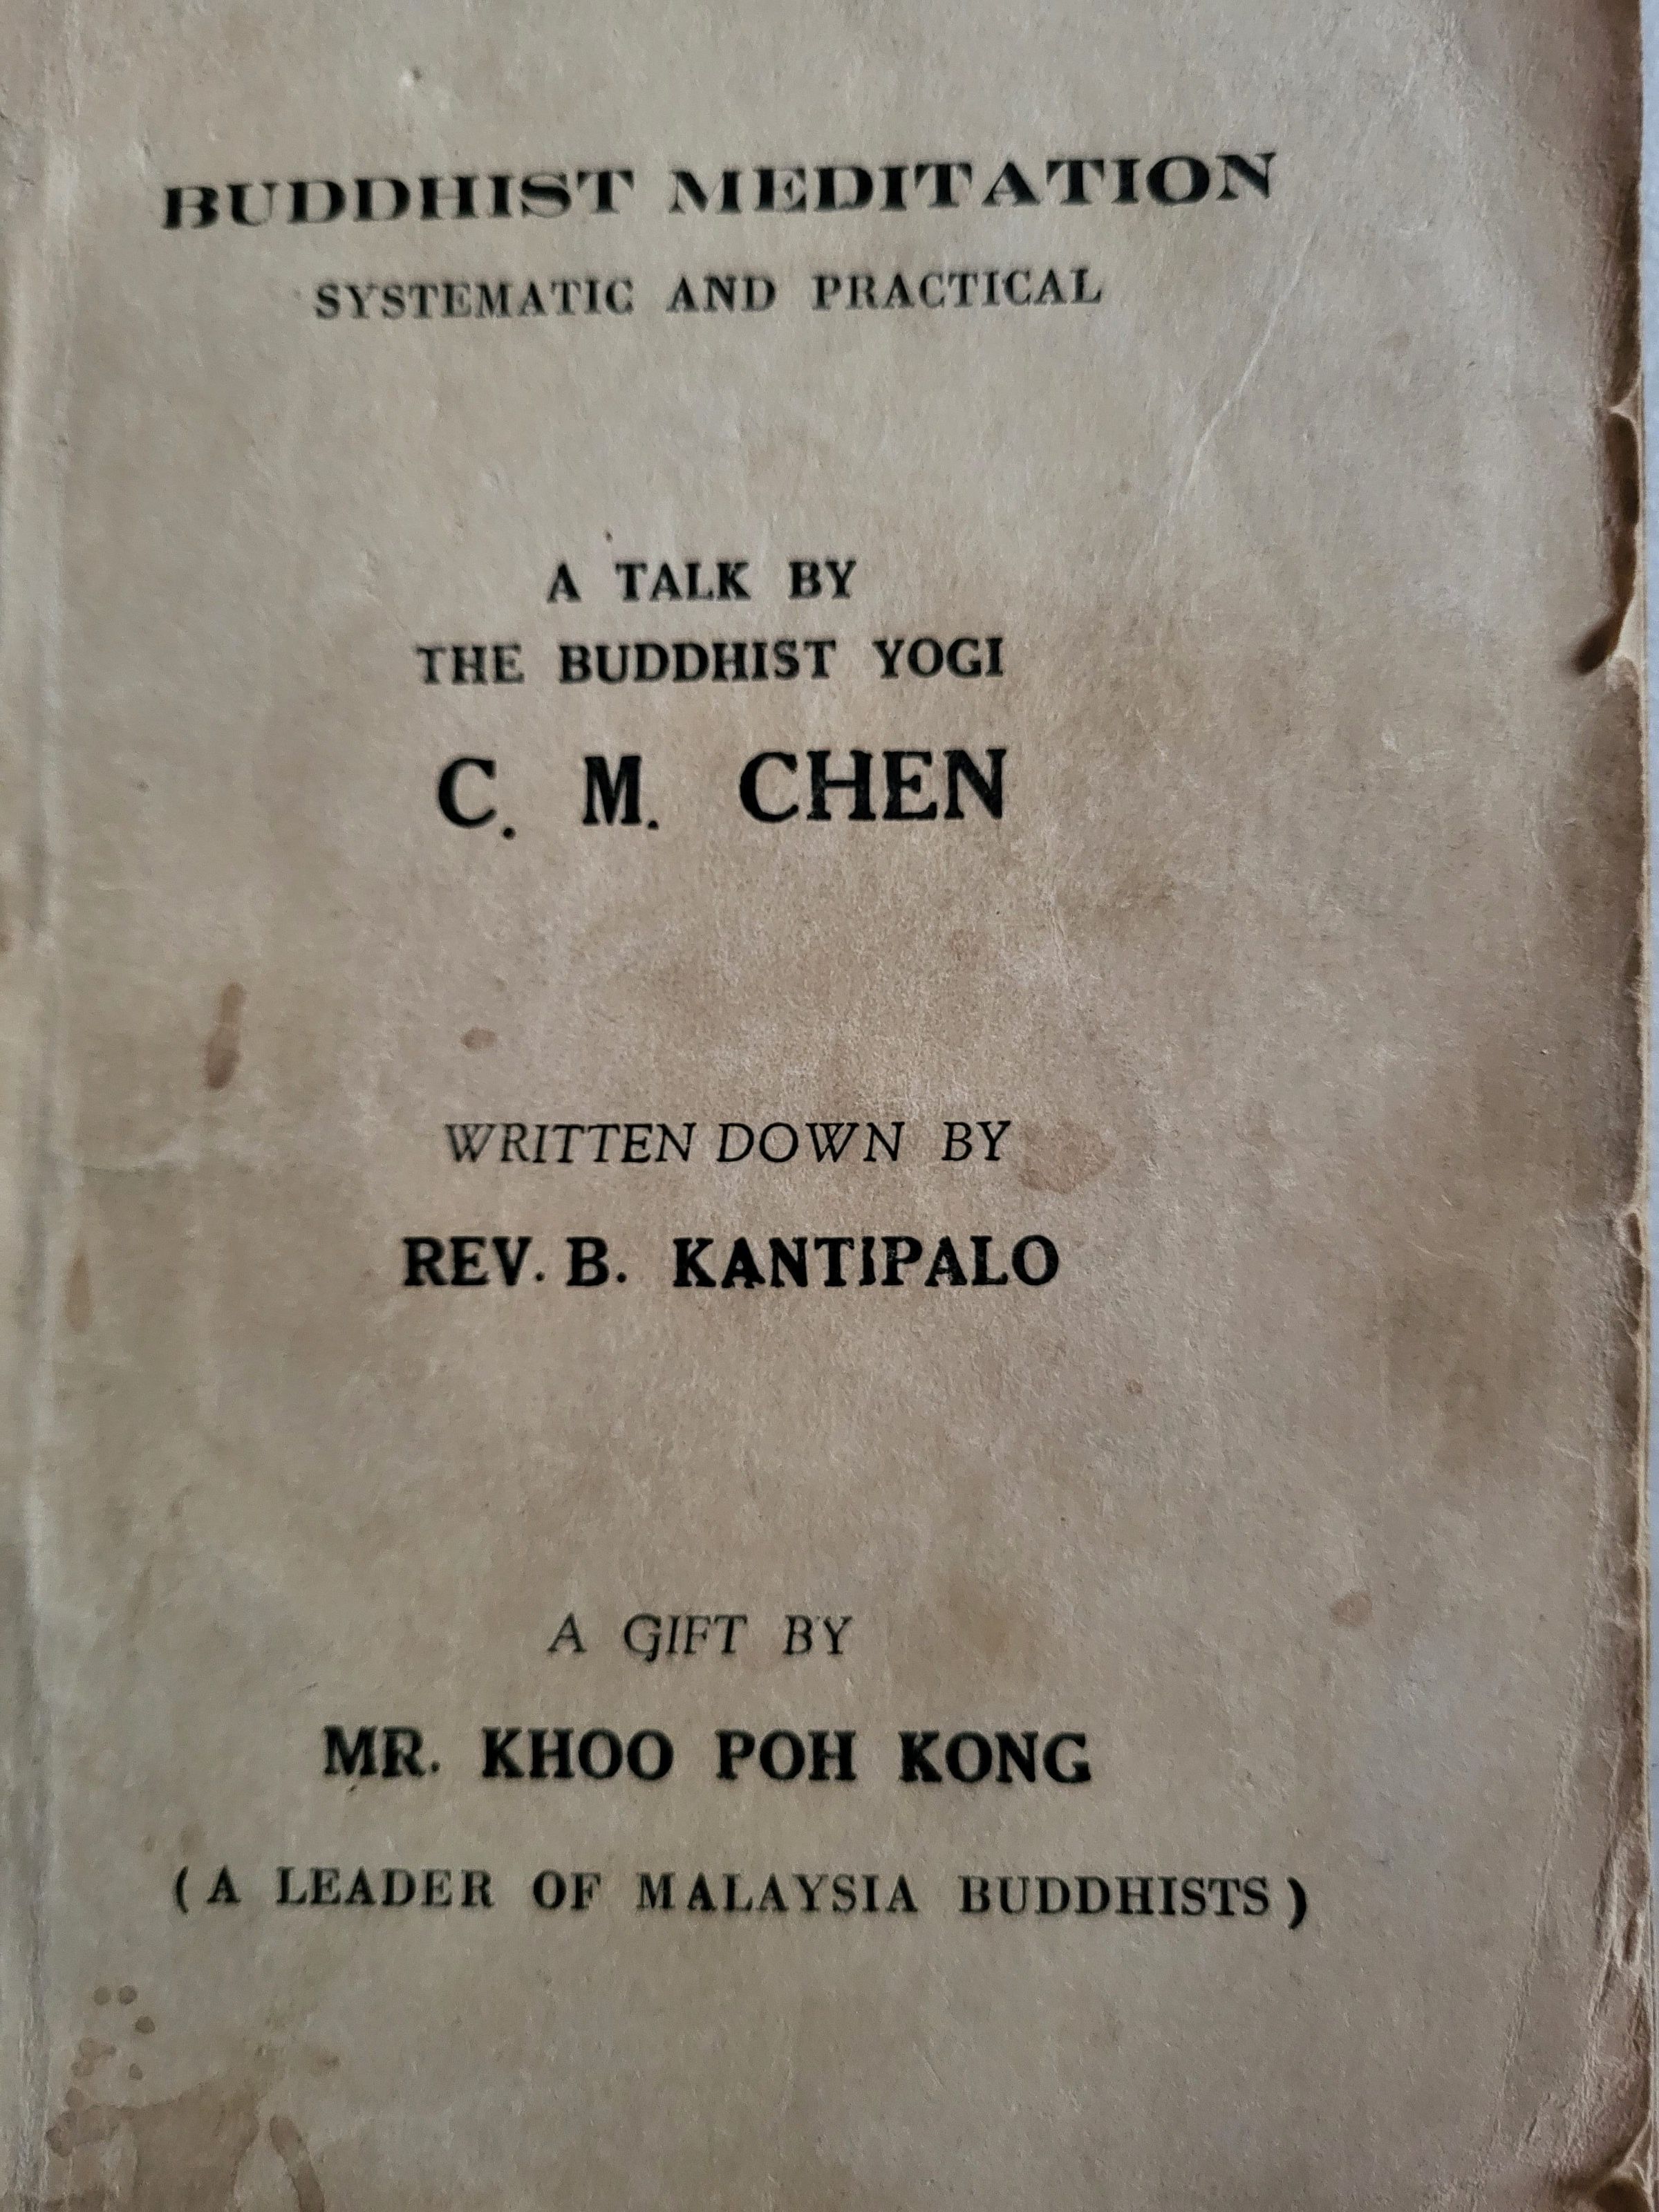 BUDDHIST MEDITATION
SYSTEMATIC AND PRACTICAL
A TALK BY
THE BUDDHIST YOGI
C. M. CHEN
WRITTEN DOWN BY
REV. B. KANTIPALO
A GIFT BY
MR. KHOO POH KONG
(A LEADER OF MALAYSIA BUDDHISTS)